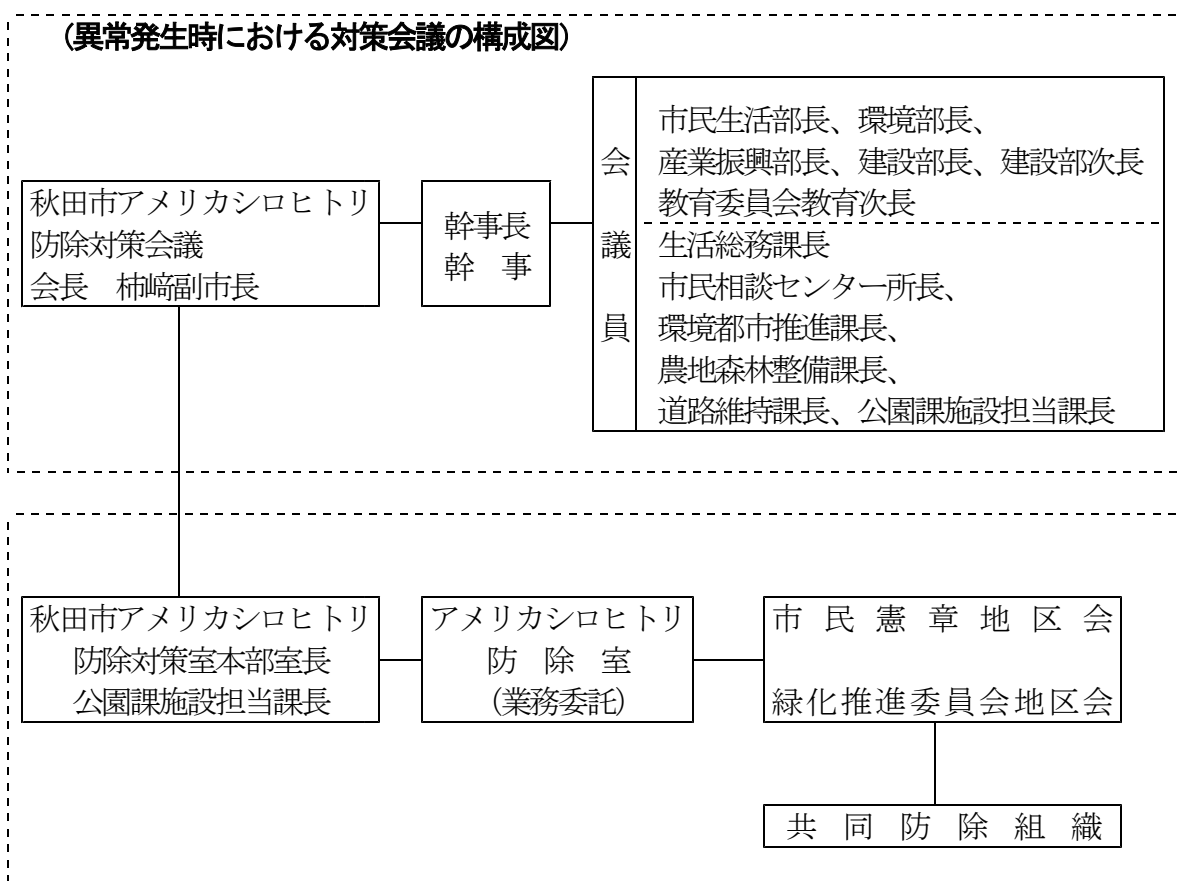 （異常発生時における対策会議の構成図）
秋田市アメリカシロヒトリ
防除対策会議
会長　柿﨑副市長
幹事長
幹　事
会議員
市民生活部長、環境部長、
産業振興部長、建設部長、建設部次長
教育委員会教育次長
生活総務課長
市民相談センター所長、
環境都市推進課長、
農地森林整備課長、
道路維持課長、公園課施設担当課長
秋田市アメリカシロヒトリ
防除対策室本部室長
公園課施設担当課長
アメリカシロヒトリ
防　除　室
（業務委託）
市　民　憲　章　地　区　会
緑化推進委員会地区会
共　同　防　除　組　織